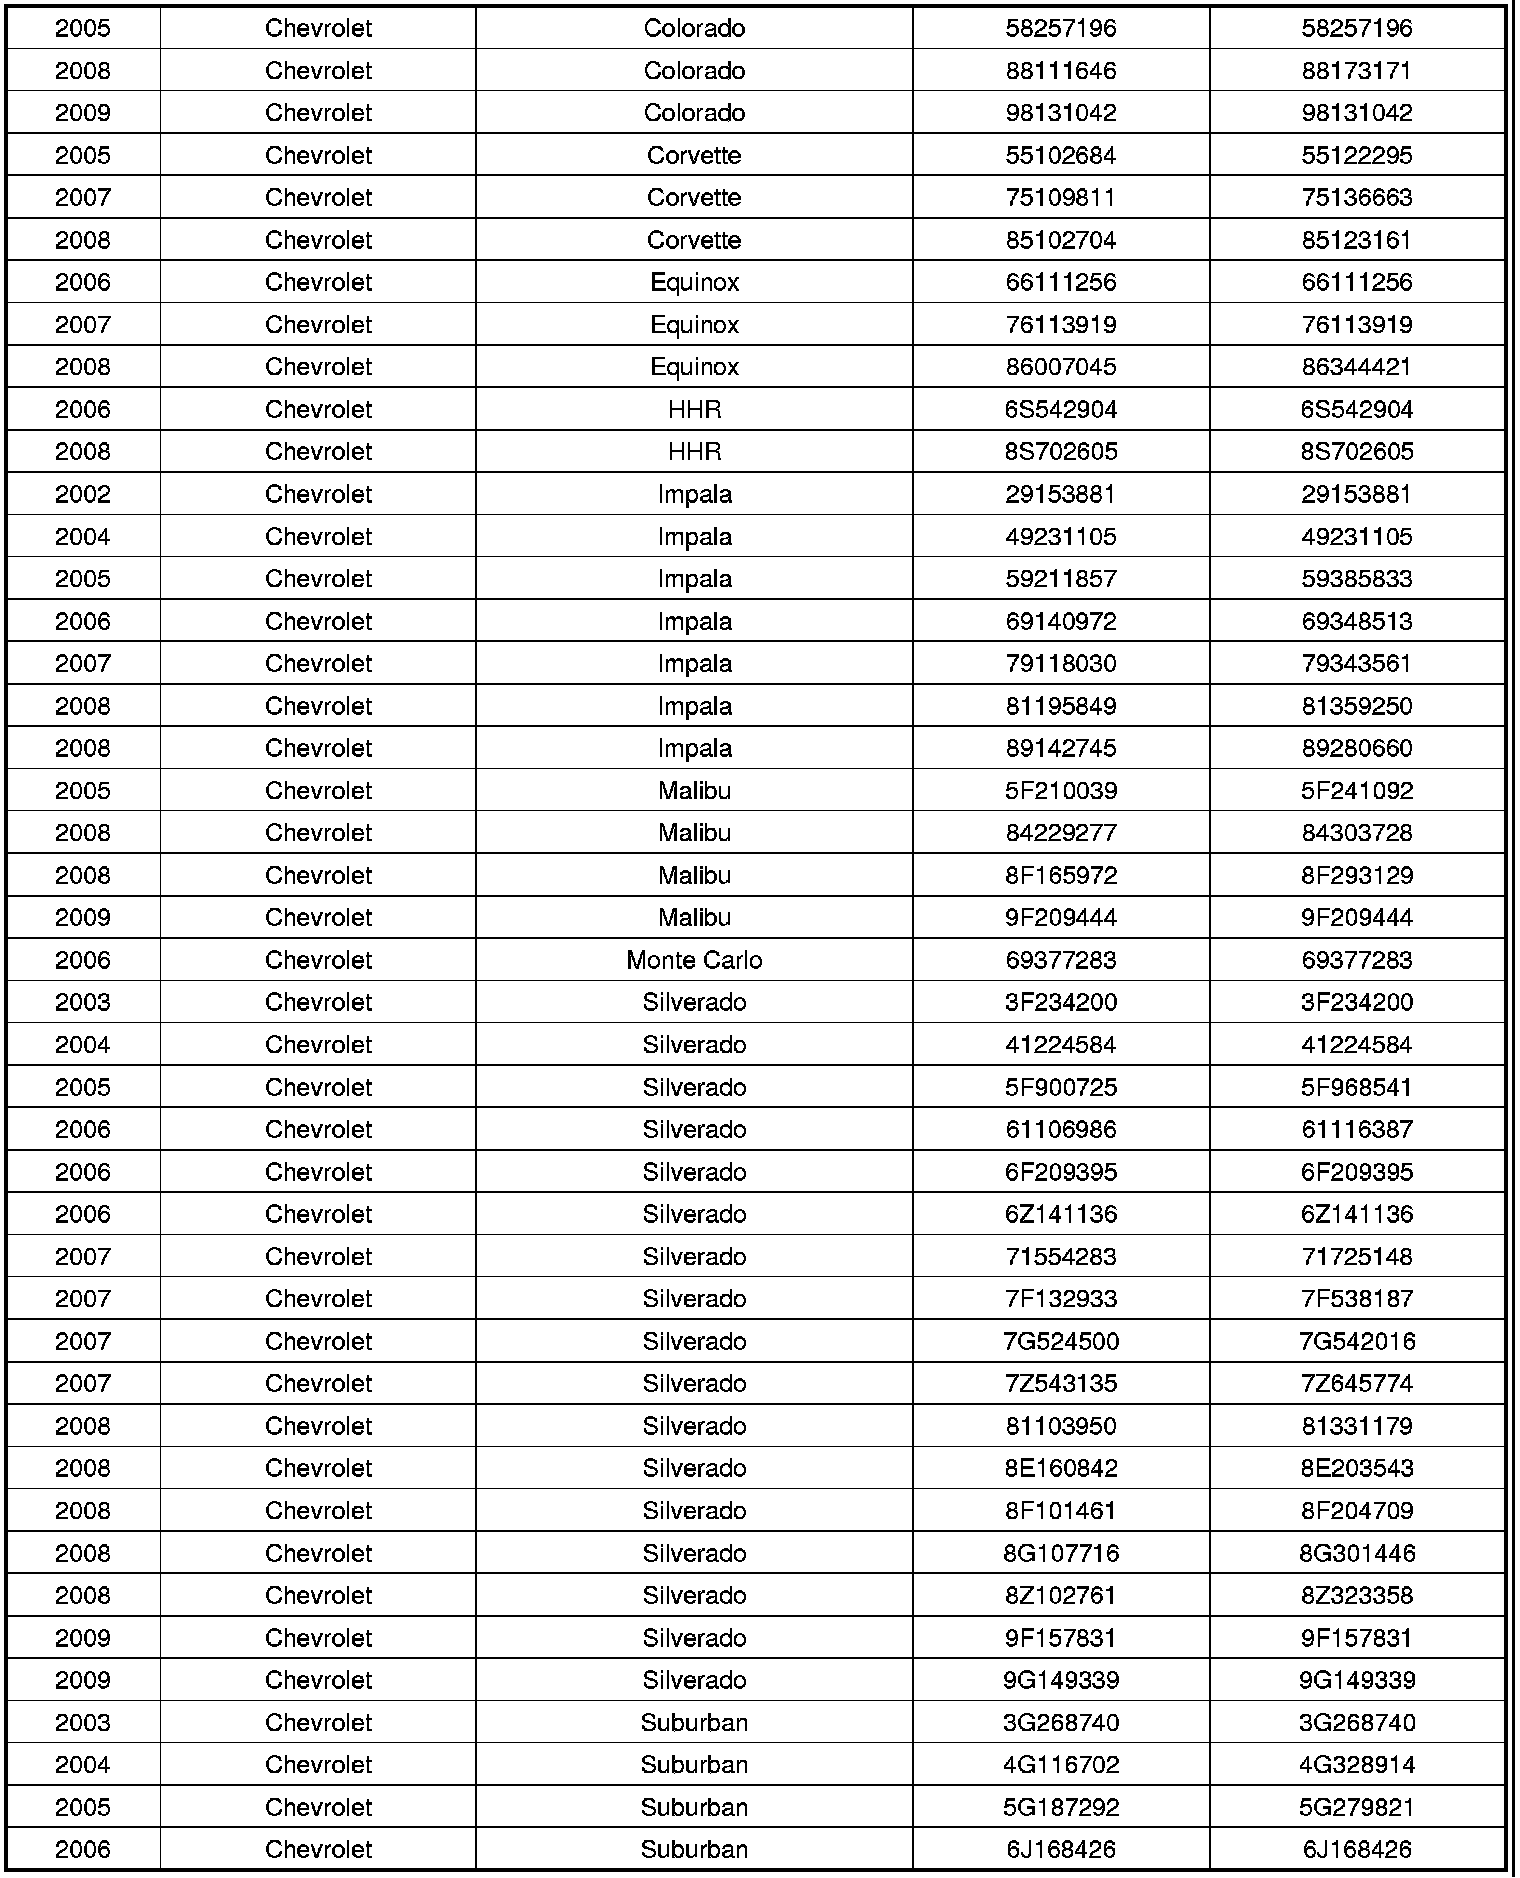 2005 Chevrolet Colorado 58257196 58257196
2008 Chevrolet Colorado 88111646 88173171
2009 Chevrolet Colorado 98131042 98131042
2005 Chevrolet Corvette 55102684 55122295
2007 Chevrolet Corvette 75109811 75136663
2008 Chevrolet Corvette 85102704 85123161
2006 Chevrolet Equinox 66111256 66111256
2007 Chevrolet Equinox 76113919 76113919
2008 Chevrolet Equinox 86007045 86344421
2006 Chevrolet HHR 6S542904 6S542904
2008 Chevrolet HHR 8S702605 8S702605
2002 Chevrolet Impala 29153881 29153881
2004 Chevrolet Impala 49231105 49231105
2005 Chevrolet Impala 59211857 59385833
2006 Chevrolet Impala 69140972 69348513
2007 Chevrolet Impala 79118030 79343561
2008 Chevrolet Impala 81195849 81359250
2008 Chevrolet Impala 89142745 89280660
2005 Chevrolet Malibu 5F210039 5F241092
2008 Chevrolet Malibu 84229277 84303728
2008 Chevrolet Malibu 8F165972 8F293129
2009 Chevrolet Malibu 9F209444 9F209444
2006 Chevrolet Monte Carlo 69377283 69377283
2003 Chevrolet Silverado 3F234200 3F234200
2004 Chevrolet Silverado 41224584 41224584
2005 Chevrolet Silverado 5F900725 5F968541
2006 Chevrolet Silverado 61106986 61116387
2006 Chevrolet Silverado 6F209395 6F209395
2006 Chevrolet Silverado 6Z141136 6Z141136
2007 Chevrolet Silverado 71554283 71725148
2007 Chevrolet Silverado 7F132933 7F538187
2007 Chevrolet Silverado 7G524500 7G542016
2007 Chevrolet Silverado 7Z543135 7Z645774
2008 Chevrolet Silverado 81103950 81331179
2008 Chevrolet Silverado 8E160842 8E203543
2008 Chevrolet Silverado 8F101461 8F204709
2008 Chevrolet Silverado 8G107716 8G301446
2008 Chevrolet Silverado 8Z102761 8Z323358
2009 Chevrolet Silverado 9F157831 9F157831
2009 Chevrolet Silverado 9G149339 9G149339
2003 Chevrolet Suburban 3G268740 3G268740
2004 Chevrolet Suburban 4G116702 4G328914
2005 Chevrolet Suburban 5G187292 5G279821
2006 Chevrolet Suburban 6J168426 6J168426